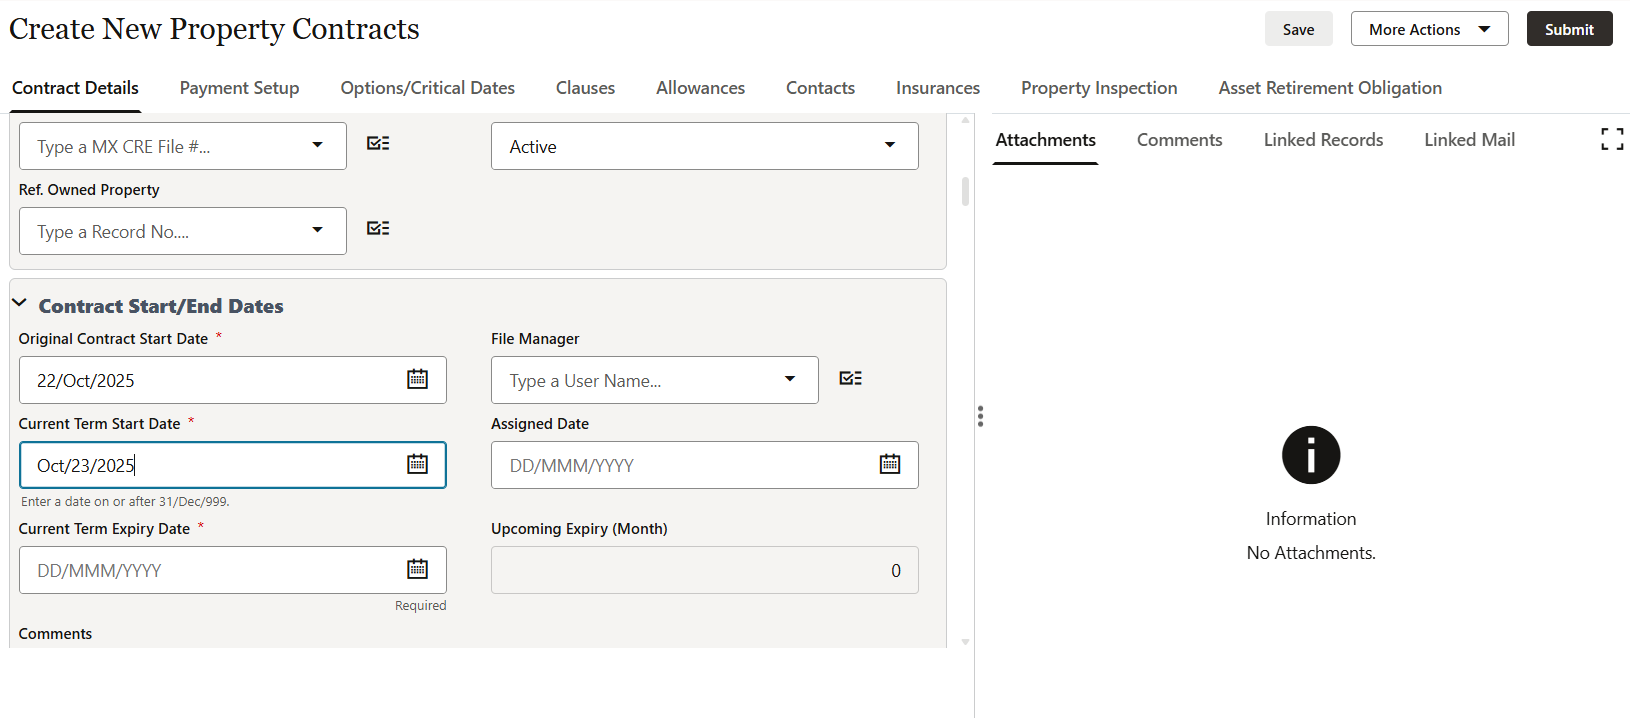 Create New Property Contracts
Save
More Actions
Submit
Contract Details
Payment Setup
Options/Critical Dates
Clauses
Allowances
Contacts
Insurances
Property Inspection
Asset Retirement Obligation
Type a MX CRE File #...
Active
Ref. Owned Property
Type a Record No....
Contract Start/End Dates
Original Contract Start Date *
File Manager
22/Oct/2025
Type a User Name...
Current Term Start Date *
Assigned Date
Oct/23/2025
DD/MMM/YYYY
Enter a date on or after 31/Dec/999.
Current Term Expiry Date *
Upcoming Expiry (Month)
DD/MMM/YYYY
0
Required
Comments
Attachments
Comments
Linked Records
Linked Mail
Information
No Attachments.